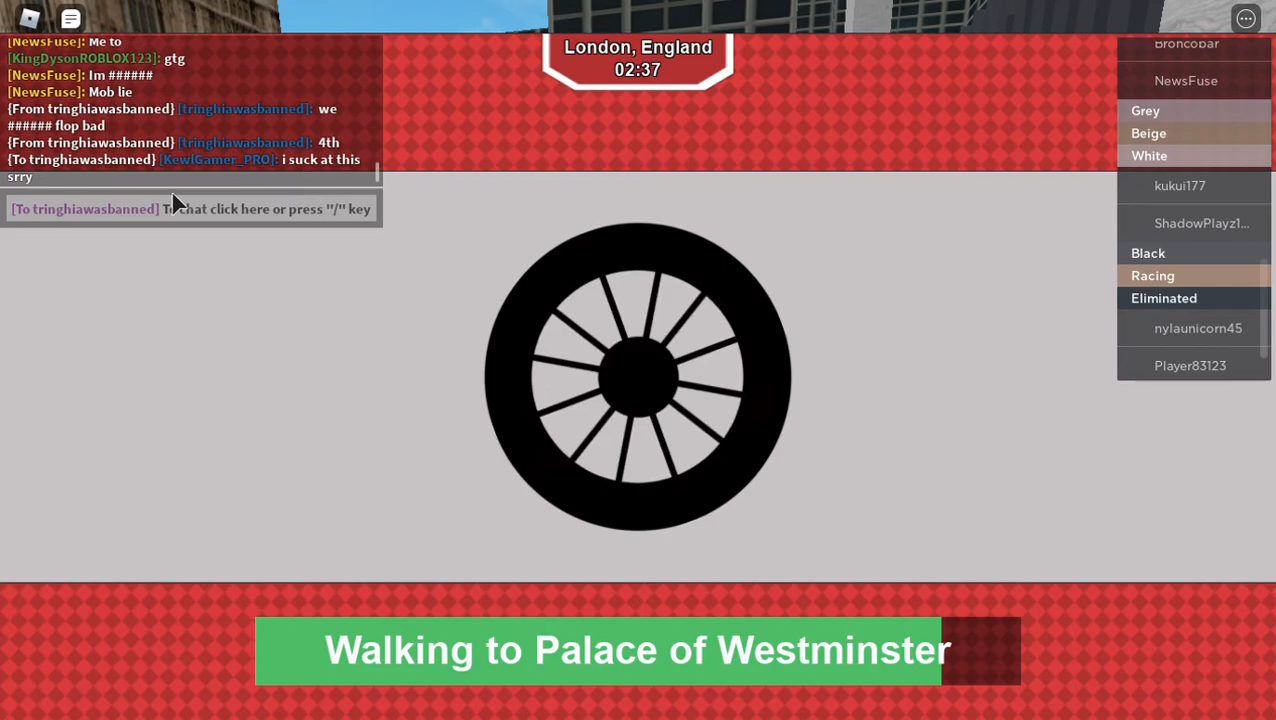 [NewsFuse]: Me to
[KingDysonROBLOX123]: gtg
[NewsFuse]: Im ######
[NewsFuse]: Mob lie
{From tringhiawasbanned} [tringhiawasbanned]: we
###### flop bad
{From tringhiawasbanned} [tringhiawasbanned]: 4th
{To tringhiawasbanned} [KewlGamer_PRO]: i suck at this
srry
[To tringhiawasbanned] To chat click here or press "/" key
London, England
02:37
Broncobar
NewsFuse
Grey
Beige
White
kukui177
ShadowPlayz1...
Black
Racing
Eliminated
nylaunicorn45
Player83123
Walking to Palace of Westminster